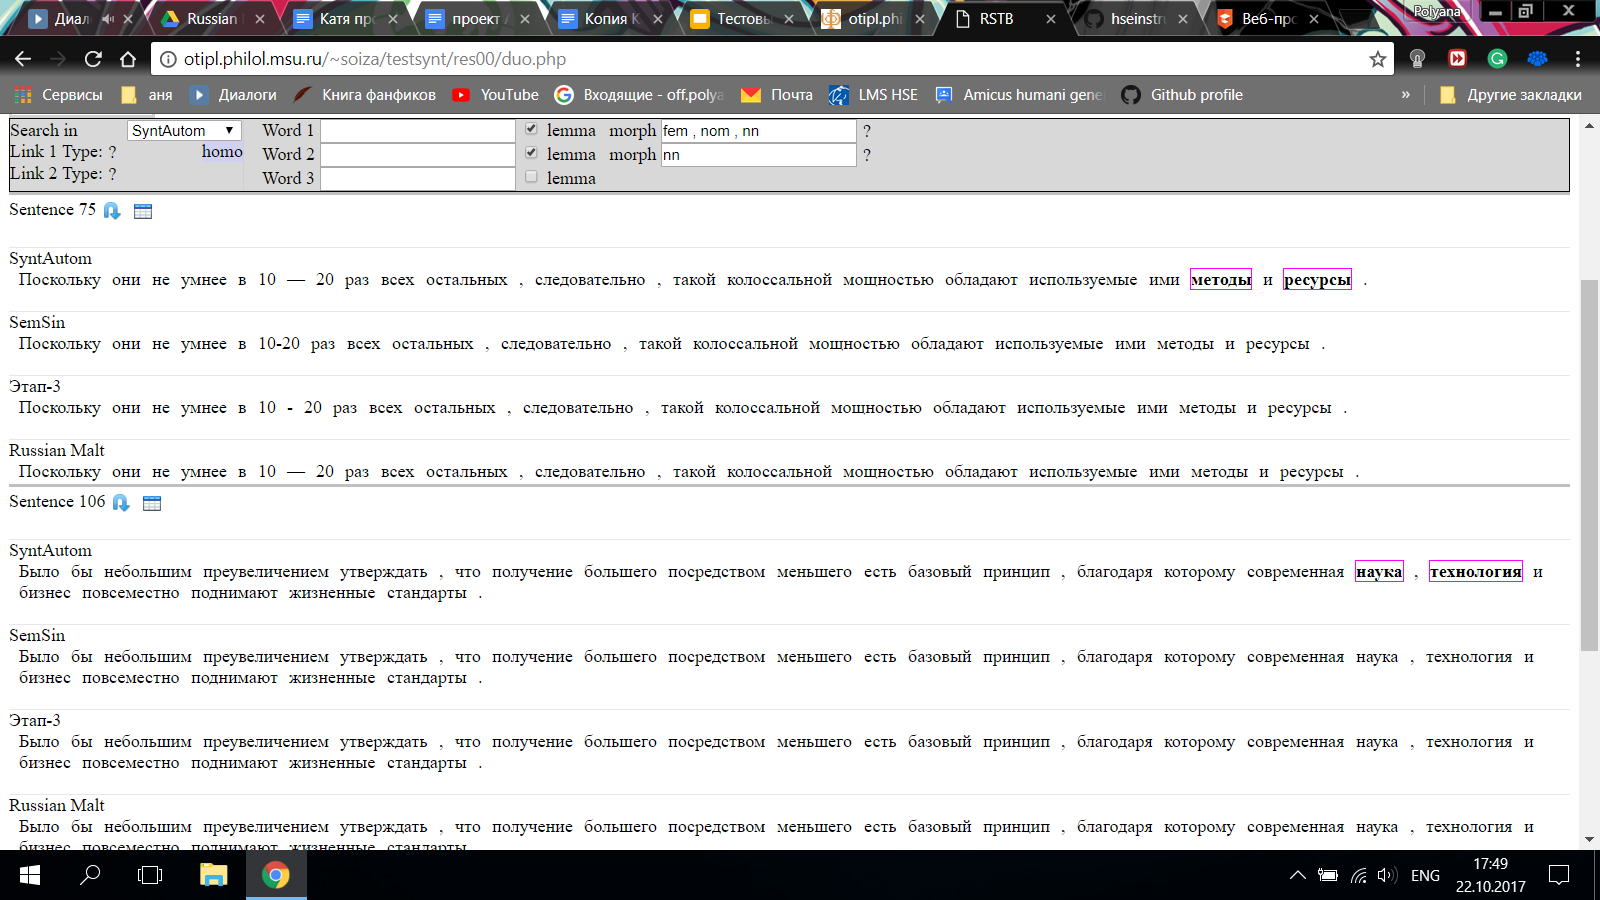 Диал Russian Катя пр проект Копия К Тестовы otipl.phi RSTB hseinstr Веб-про Polyana
otipl.philol.msu.ru/~soiza/testsynt/res00/duo.php
Сервисы аня Диалоги Книга фанфиков YouTube Входящие - off.polya Почта LMS HSE Amicus humani gene Github profile » Другие закладки
Search in SyntAutom Word 1 lemma morph fem , nom , nn ?
Link 1 Type: ? homo Word 2 lemma morph nn ?
Link 2 Type: ? Word 3 lemma
Sentence 75
SyntAutom
Поскольку они не умнее в 10 — 20 раз всех остальных , следовательно , такой колоссальной мощностью обладают используемые ими методы и ресурсы .
SemSin
Поскольку они не умнее в 10-20 раз всех остальных , следовательно , такой колоссальной мощностью обладают используемые ими методы и ресурсы .
Этап-3
Поскольку они не умнее в 10 - 20 раз всех остальных , следовательно , такой колоссальной мощностью обладают используемые ими методы и ресурсы .
Russian Malt
Поскольку они не умнее в 10 — 20 раз всех остальных , следовательно , такой колоссальной мощностью обладают используемые ими методы и ресурсы .
Sentence 106
SyntAutom
Было бы небольшим преувеличением утверждать , что получение большего посредством меньшего есть базовый принцип , благодаря которому современная наука , технология и
бизнес повсеместно поднимают жизненные стандарты .
SemSin
Было бы небольшим преувеличением утверждать , что получение большего посредством меньшего есть базовый принцип , благодаря которому современная наука , технология и
бизнес повсеместно поднимают жизненные стандарты .
Этап-3
Было бы небольшим преувеличением утверждать , что получение большего посредством меньшего есть базовый принцип , благодаря которому современная наука , технология и
бизнес повсеместно поднимают жизненные стандарты .
Russian Malt
Было бы небольшим преувеличением утверждать , что получение большего посредством меньшего есть базовый принцип , благодаря которому современная наука , технология и
бизнес повсеместно поднимают жизненные стандарты
ENG 17:49
22.10.2017